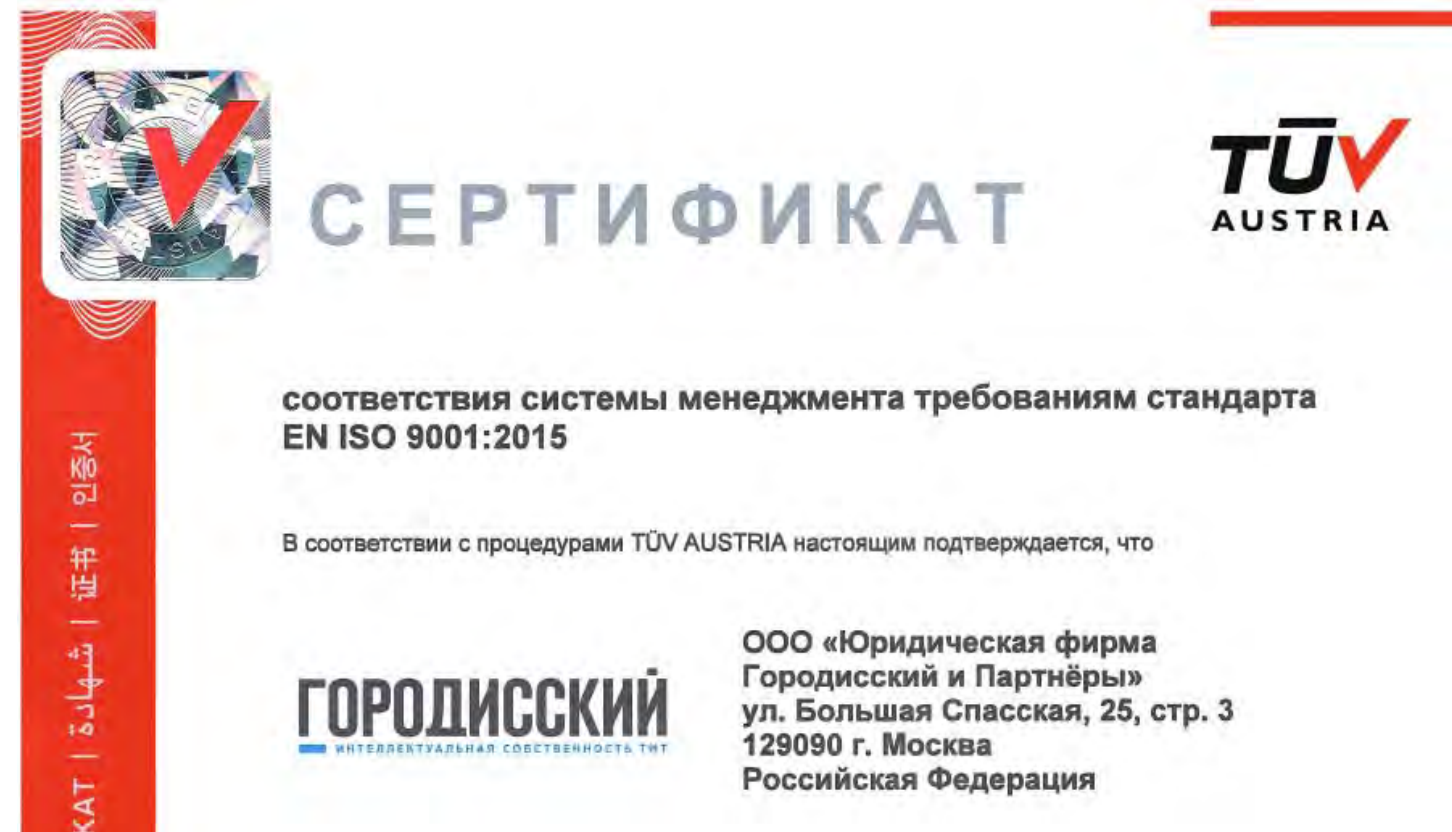 СЕРТИФИКАТ
TÜV
AUSTRIA
соответствия системы менеджмента требованиям стандарта
EN ISO 9001:2015
В соответствии с процедурами TÜV AUSTRIA настоящим подтверждается, что
ГОРОДИССКИЙ
ИНТЕЛЛЕКТУАЛЬНАЯ СОБСТВЕННОСТЬ ТМТ
ООО «Юридическая фирма
Городисский и Партнёры»
ул. Большая Спасская, 25, стр. 3
129090 г. Москва
Российская Федерация
КАТ | شهادة | 证书 | 인증서